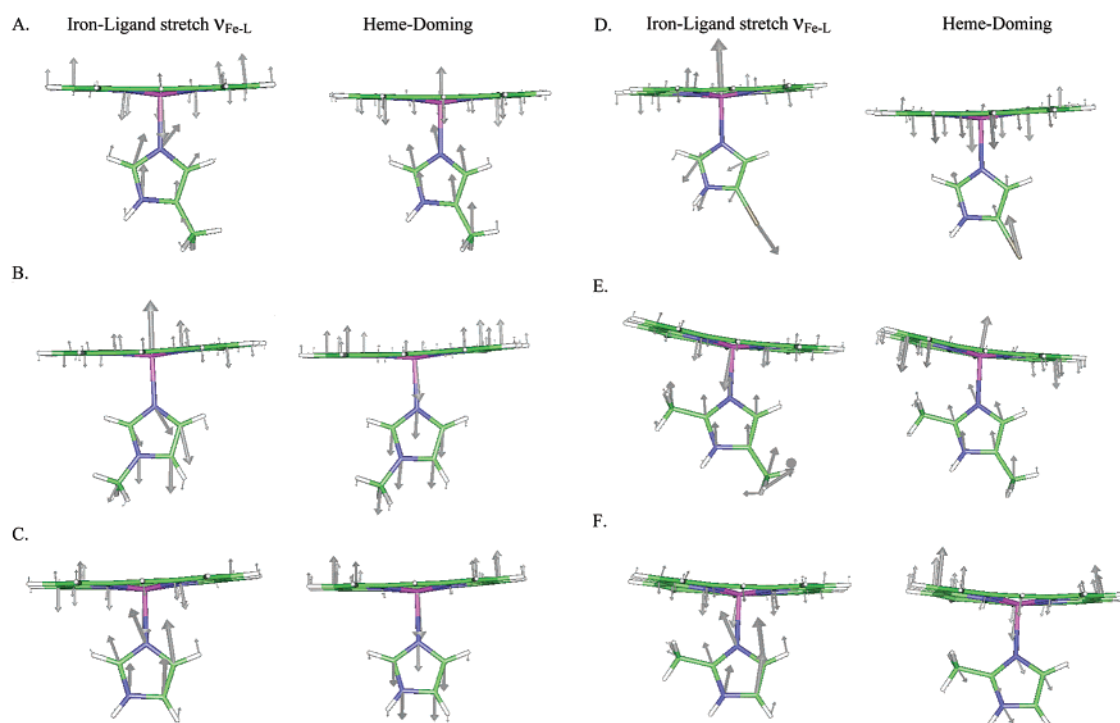 A. Iron-Ligand stretch νFe-L Heme-Doming
D. Iron-Ligand stretch νFe-L Heme-Doming
B.
E.
C.
F.